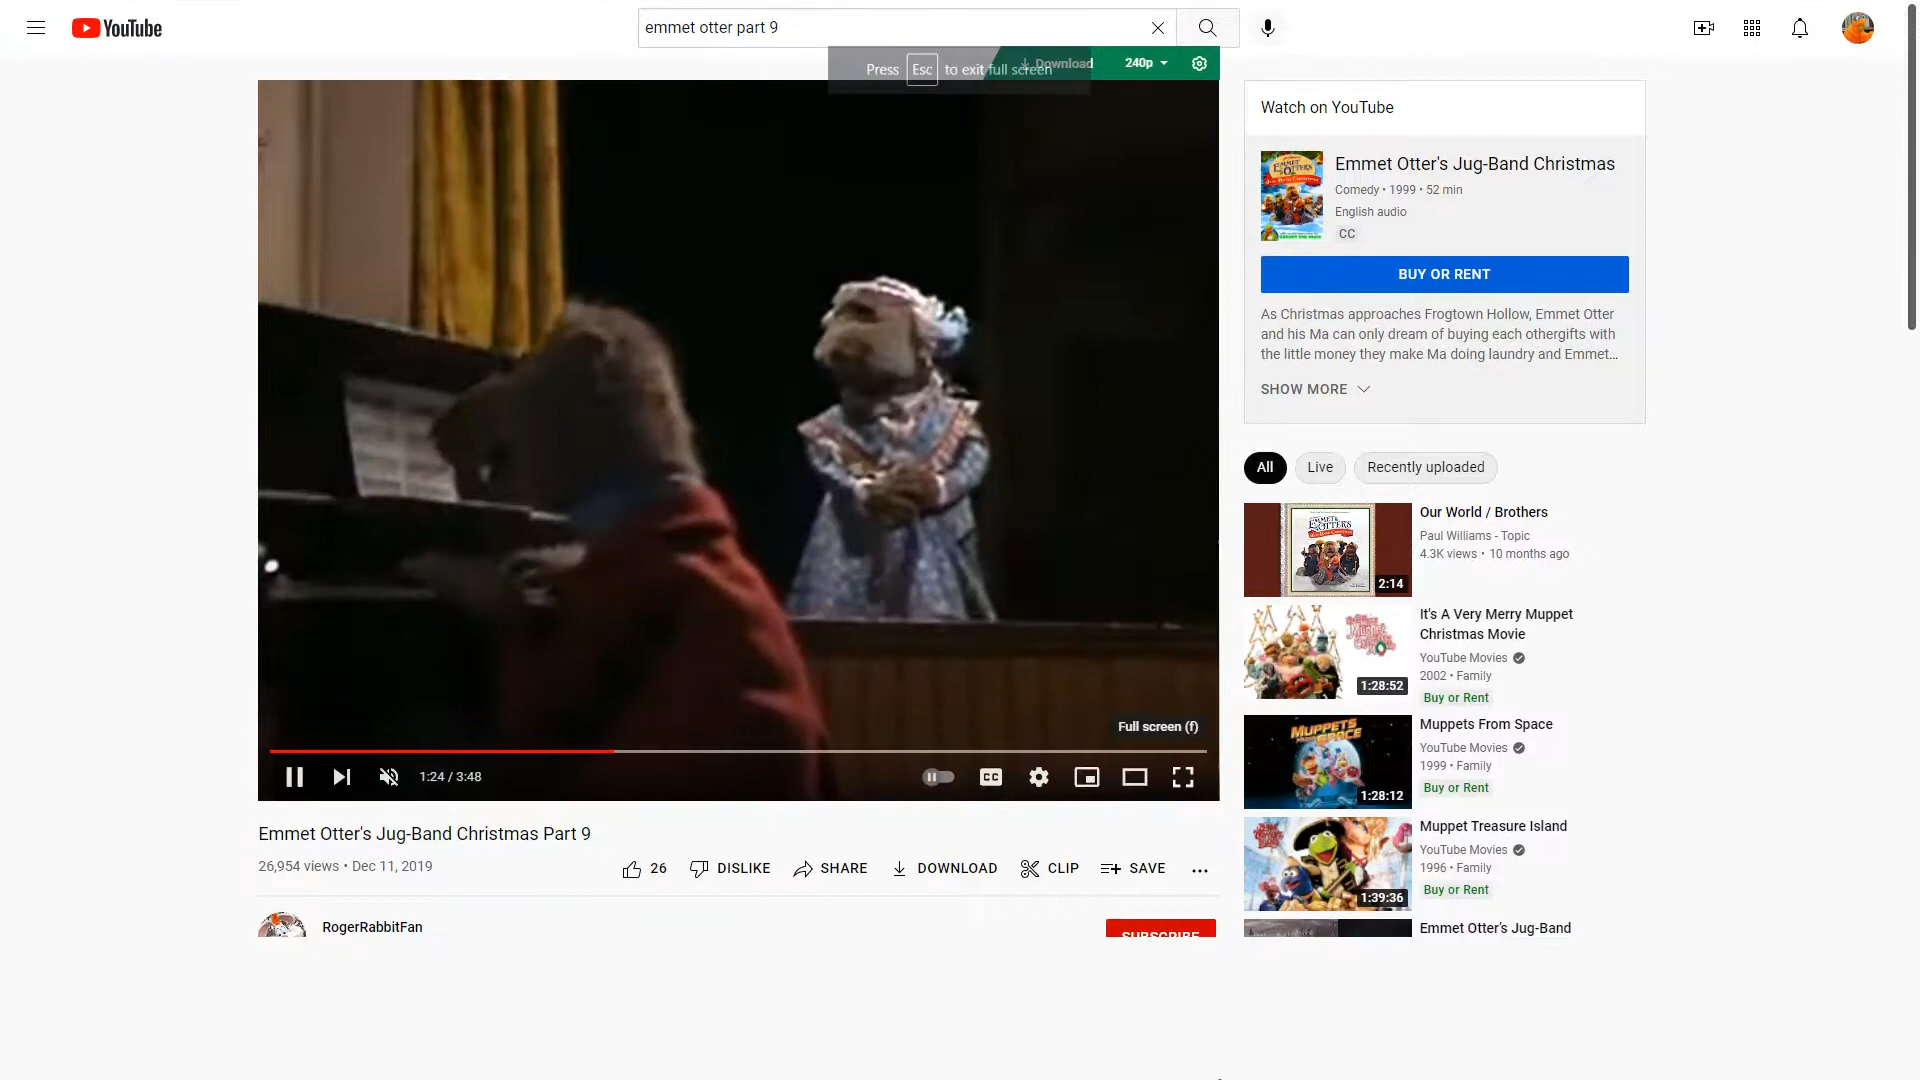 YouTube
emmet otter part 9
Press Esc to exit full screen
Download
240p
Watch on YouTube
Emmet Otter's Jug-Band Christmas
Comedy • 1999 • 52 min
English audio
CC
BUY OR RENT
As Christmas approaches Frogtown Hollow, Emmet Otter
and his Ma can only dream of buying each othergifts with
the little money they make Ma doing laundry and Emmet...
SHOW MORE
All
Live
Recently uploaded
2:14
Our World / Brothers
Paul Williams - Topic
4.3K views • 10 months ago
1:28:52
It's A Very Merry Muppet
Christmas Movie
YouTube Movies
2002 • Family
Buy or Rent
MUPPETS
1:28:12
Muppets From Space
YouTube Movies
1999 • Family
Buy or Rent
1:39:36
Muppet Treasure Island
YouTube Movies
1996 • Family
Buy or Rent
Emmet Otter's Jug-Band
Full screen (f)
1:24 / 3:48
CC
Emmet Otter's Jug-Band Christmas Part 9
26,954 views • Dec 11, 2019
26
DISLIKE
SHARE
DOWNLOAD
CLIP
SAVE
RogerRabbitFan
SUBSCRIBE